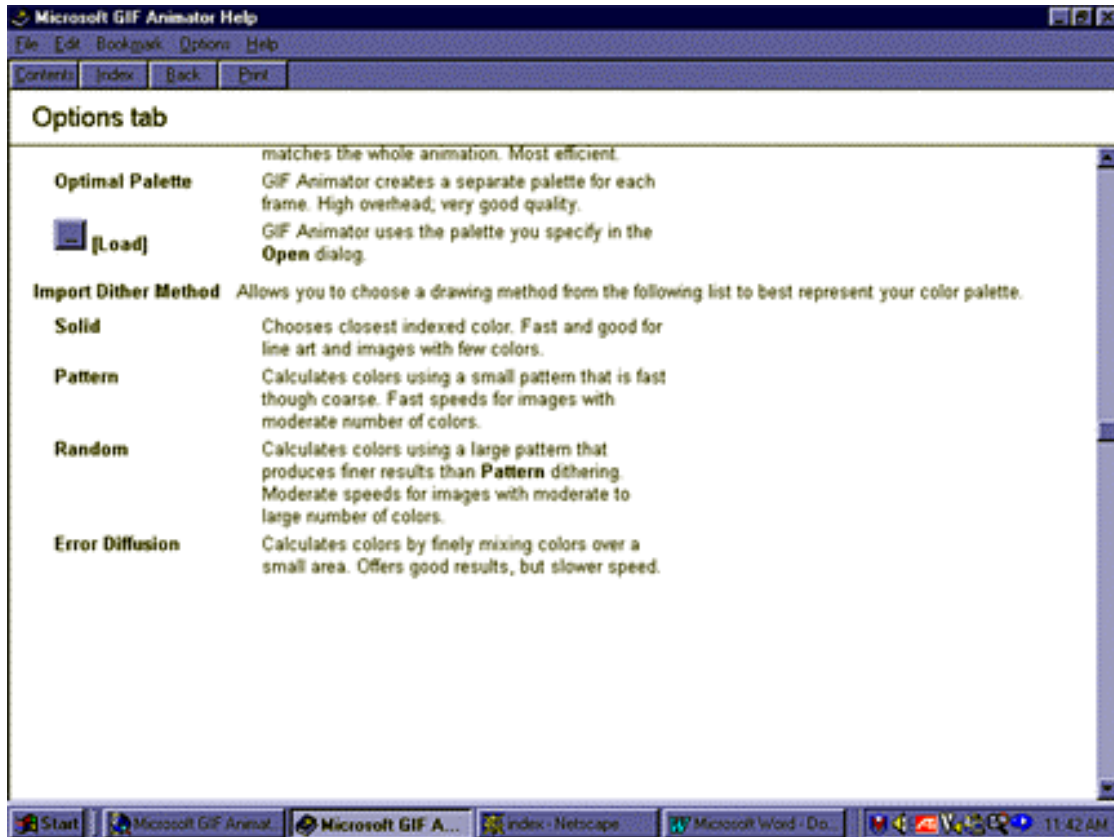 Microsoft GIF Animator Help
File Edit Bookmark Options Help
Contents Index Back Print
Options tab
matches the whole animation. Most efficient.
Optimal Palette GIF Animator creates a separate palette for each
frame. High overhead; very good quality.
... [Load] GIF Animator uses the palette you specify in the
Open dialog.
Import Dither Method Allows you to choose a drawing method from the following list to best represent your color palette.
Solid Chooses closest indexed color. Fast and good for
line art and images with few colors.
Pattern Calculates colors using a small pattern that is fast
though coarse. Fast speeds for images with
moderate number of colors.
Random Calculates colors using a large pattern that
produces finer results than Pattern dithering.
Moderate speeds for images with moderate to
large number of colors.
Error Diffusion Calculates colors by finely mixing colors over a
small area. Offers good results, but slower speed.
Start Microsoft GIF Animat... Microsoft GIF A... index - Netscape Microsoft Word - Do... 11:42 AM